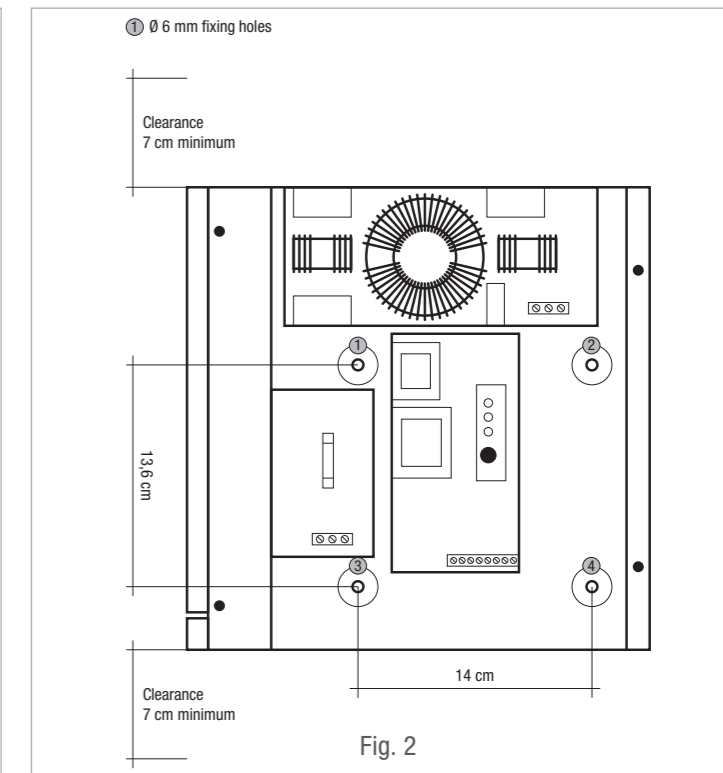 1 Ø 6 mm fixing holes
Clearance
7 cm minimum
1
2
13,6 cm
3
4
14 cm
Clearance
7 cm minimum
Fig. 2